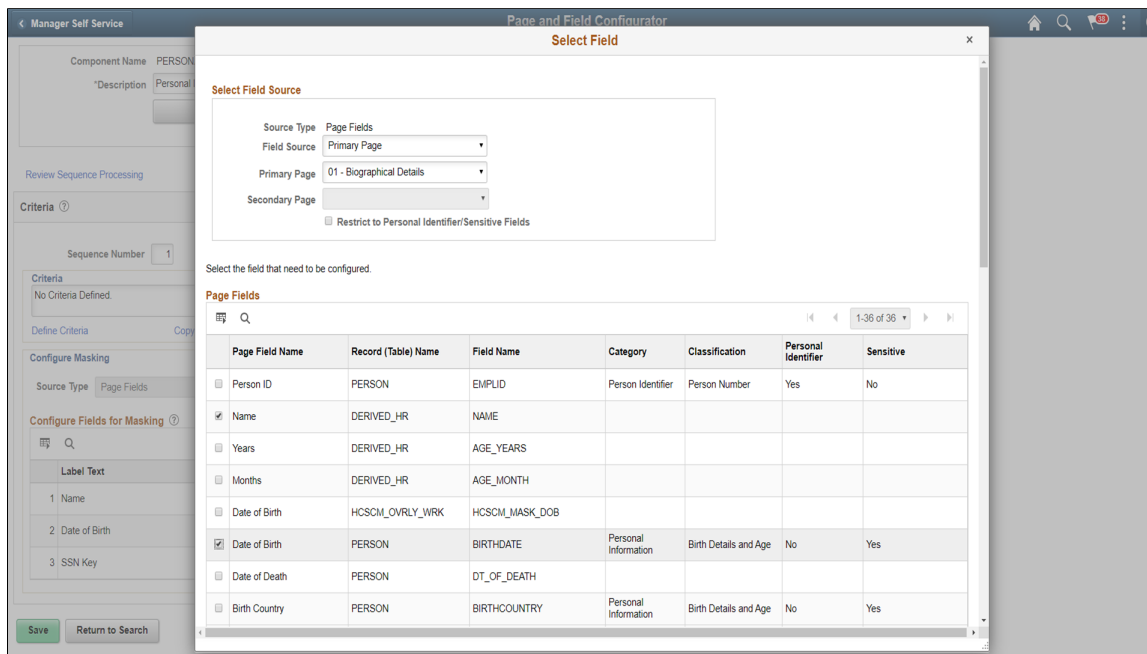 Manager Self Service
Page and Field Configurator
38
Component Name PERSON
*Description Personal
Review Sequence Processing
Criteria
Sequence Number 1
Criteria
No Criteria Defined.
Define Criteria Copy
Configure Masking
Source Type Page Fields
Configure Fields for Masking
Label Text
1 Name
2 Date of Birth
3 SSN Key
Save Return to Search
Select Field ×
Select Field Source
Source Type Page Fields
Field Source Primary Page
Primary Page 01 - Biographical Details
Secondary Page
Restrict to Personal Identifier/Sensitive Fields
Select the field that need to be configured.
Page Fields
1-36 of 36
Page Field Name Record (Table) Name Field Name Category Classification Personal Identifier Sensitive
Person ID PERSON EMPLID Person Identifier Person Number Yes No
Name DERIVED_HR NAME
Years DERIVED_HR AGE_YEARS
Months DERIVED_HR AGE_MONTH
Date of Birth HCSCM_OVRLY_WRK HCSCM_MASK_DOB
Date of Birth PERSON BIRTHDATE Personal Information Birth Details and Age No Yes
Date of Death PERSON DT_OF_DEATH
Birth Country PERSON BIRTHCOUNTRY Personal Information Birth Details and Age No Yes